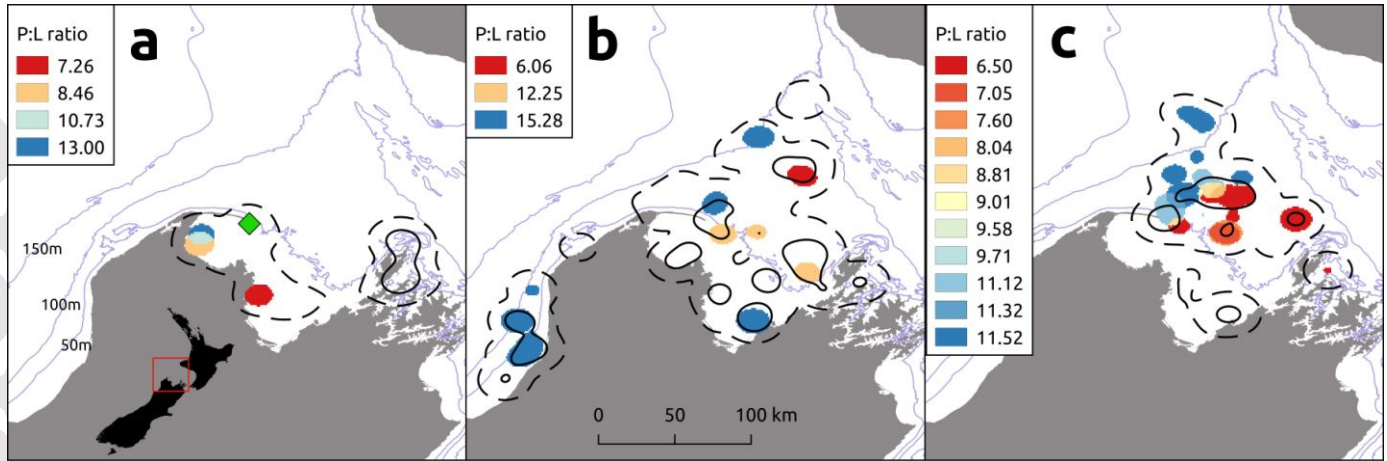 P:L ratio
7.26
8.46
10.73
13.00
a
150m
100m
50m
P:L ratio
6.06
12.25
15.28
b
0 50 100 km
P:L ratio
6.50
7.05
7.60
8.04
8.81
9.01
9.58
9.71
11.12
11.32
11.52
c